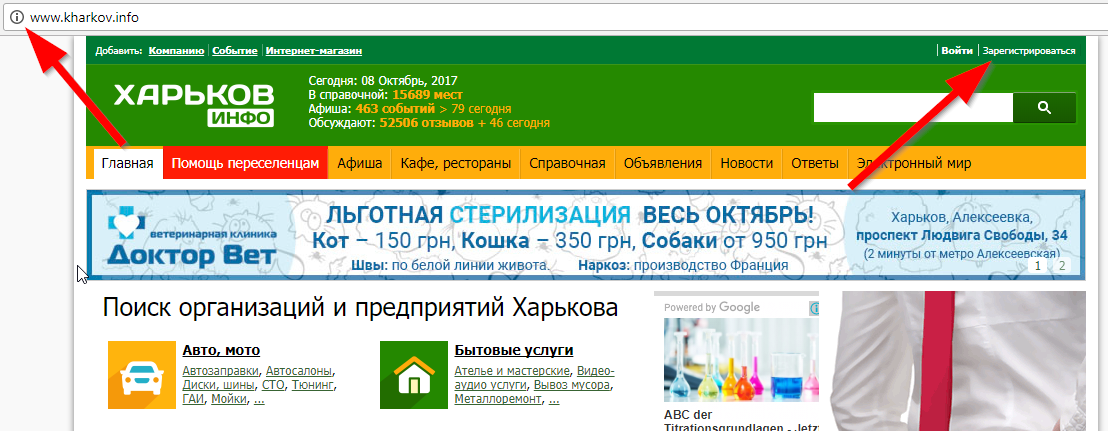 www.kharkov.info
Добавить: Компанию Событие Интернет-магазин
Войти Зарегистрироваться
ХАРЬКОВ
ИНФО
Сегодня: 08 Октябрь, 2017
В справочной: 15689 мест
Афиша: 463 событий > 79 сегодня
Обсуждают: 52506 отзывов + 46 сегодня
Главная Помощь переселенцам Афиша Кафе, рестораны Справочная Объявления Новости Ответы Электронный мир
ветеринарная клиника
Доктор Вет
ЛЬГОТНАЯ СТЕРИЛИЗАЦИЯ ВЕСЬ ОКТЯБРЬ!
Кот – 150 грн, Кошка – 350 грн, Собаки от 950 грн
Швы: по белой линии живота. Наркоз: производство Франция
Харьков, Алексеевка,
проспект Людвига Свободы, 34
(2 минуты от метро Алексеевская)
1 2
Поиск организаций и предприятий Харькова
Авто, мото
Автозаправки, Автосалоны,
Диски, шины, СТО, Тюнинг,
ГАИ, Мойки, ...
Бытовые услуги
Ателье и мастерские, Видео-
аудио услуги, Вывоз мусора,
Металлоремонт, ...
Powered by Google
ABC der
Titrationsgrundlagen - Jetzt